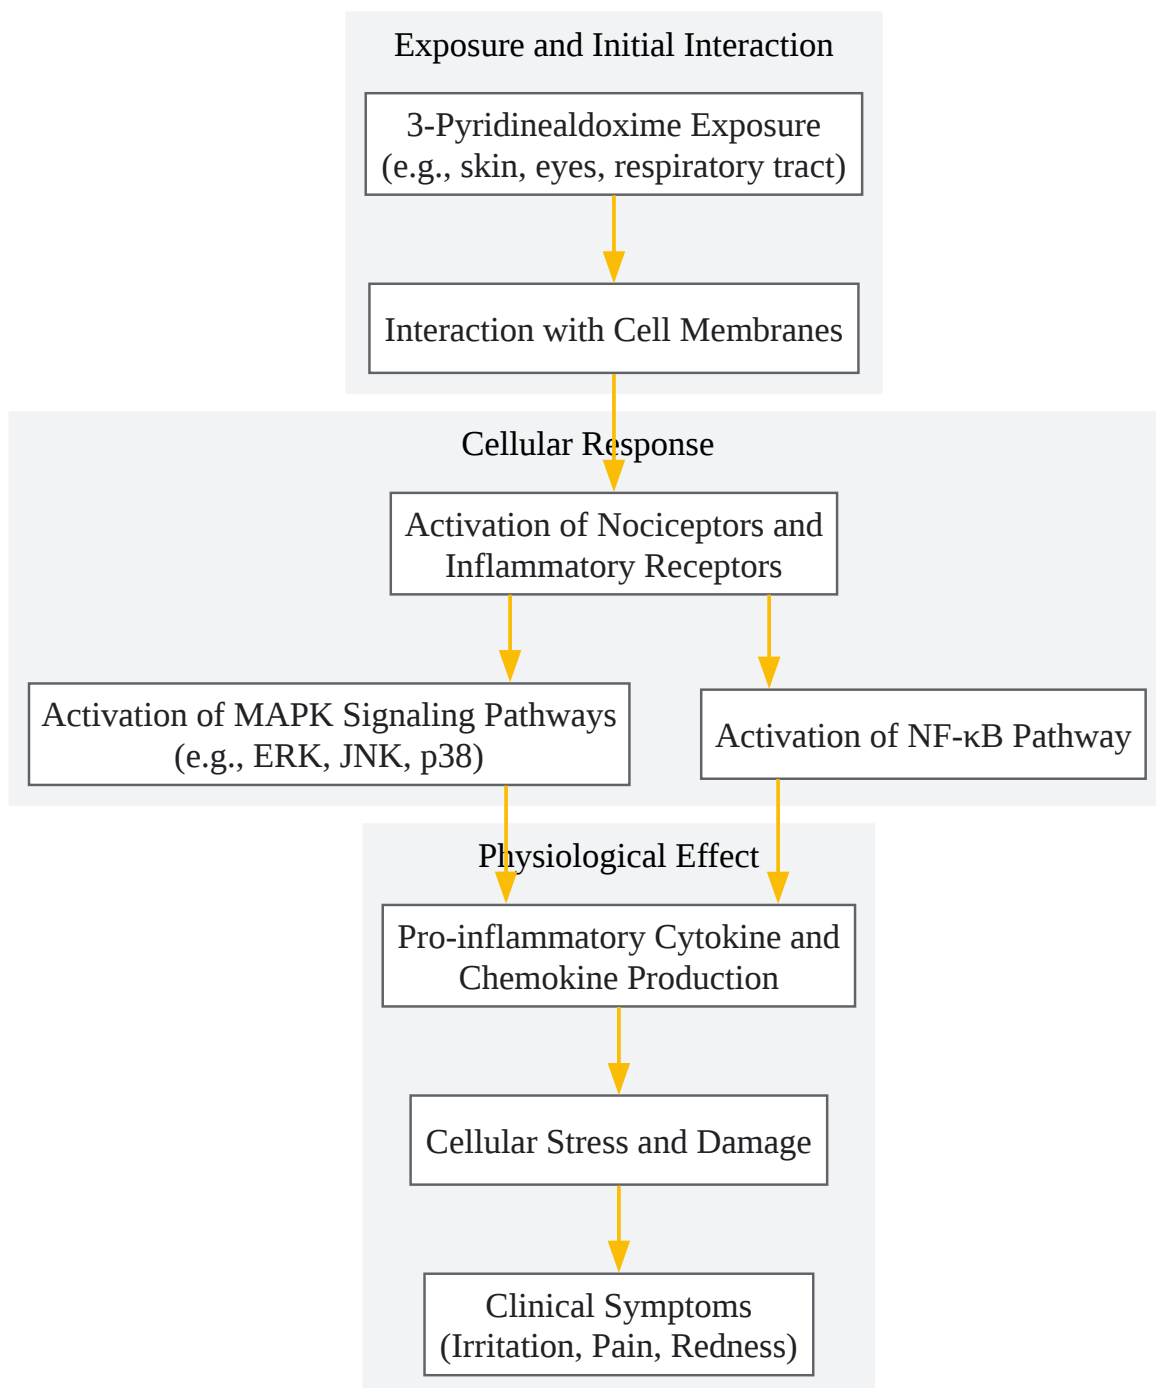 Exposure and Initial Interaction
3-Pyridinealdoxime Exposure
(e.g., skin, eyes, respiratory tract)
Interaction with Cell Membranes
Cellular Response
Activation of Nociceptors and
Inflammatory Receptors
Activation of MAPK Signaling Pathways
(e.g., ERK, JNK, p38)
Activation of NF-κB Pathway
Physiological Effect
Pro-inflammatory Cytokine and
Chemokine Production
Cellular Stress and Damage
Clinical Symptoms
(Irritation, Pain, Redness)